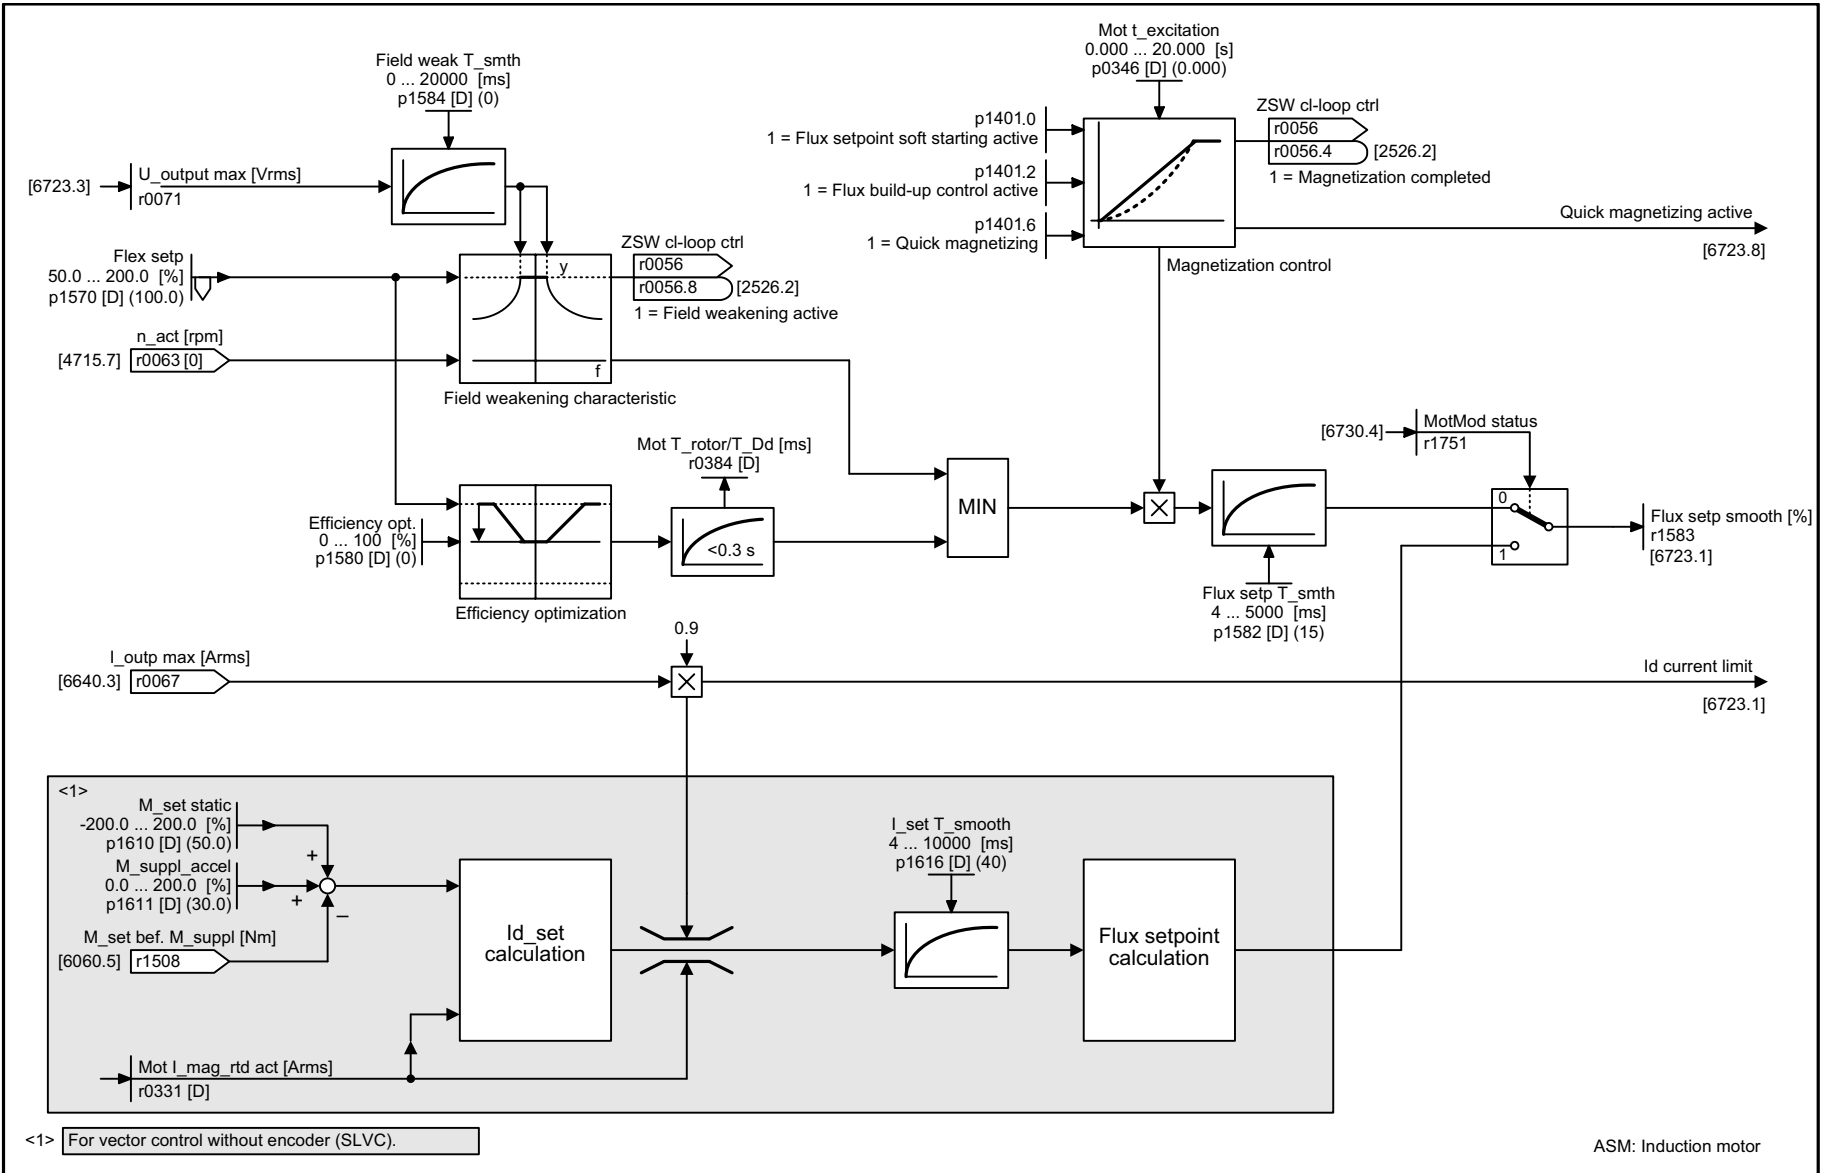 Field weak T_smth
0 ... 20000 [ms]
p1584 [D] (0)
[6723.3]
U_output max [Vrms]
r0071
Flex setp
50.0 ... 200.0 [%]
p1570 [D] (100.0)
n_act [rpm]
[4715.7]
r0063 [0]
y
f
Field weakening characteristic
ZSW cl-loop ctrl
r0056
r0056.8
[2526.2]
1 = Field weakening active
Mot t_excitation
0.000 ... 20.000 [s]
p0346 [D] (0.000)
p1401.0
1 = Flux setpoint soft starting active
p1401.2
1 = Flux build-up control active
p1401.6
1 = Quick magnetizing
Magnetization control
ZSW cl-loop ctrl
r0056
r0056.4
[2526.2]
1 = Magnetization completed
Quick magnetizing active
[6723.8]
Efficiency opt.
0 ... 100 [%]
p1580 [D] (0)
Efficiency optimization
Mot T_rotor/T_Dd [ms]
r0384 [D]
<0.3 s
MIN
Flux setp T_smth
4 ... 5000 [ms]
p1582 [D] (15)
[6730.4]
MotMod status
r1751
0
1
Flux setp smooth [%]
r1583
[6723.1]
I_outp max [Arms]
[6640.3]
r0067
0.9
Id current limit
[6723.1]
<1>
M_set static
-200.0 ... 200.0 [%]
p1610 [D] (50.0)
+
M_suppl_accel
0.0 ... 200.0 [%]
p1611 [D] (30.0)
+
–
M_set bef. M_suppl [Nm]
[6060.5]
r1508
Id_set
calculation
I_set T_smooth
4 ... 10000 [ms]
p1616 [D] (40)
Flux setpoint
calculation
Mot I_mag_rtd act [Arms]
r0331 [D]
<1>
For vector control without encoder (SLVC).
ASM: Induction motor